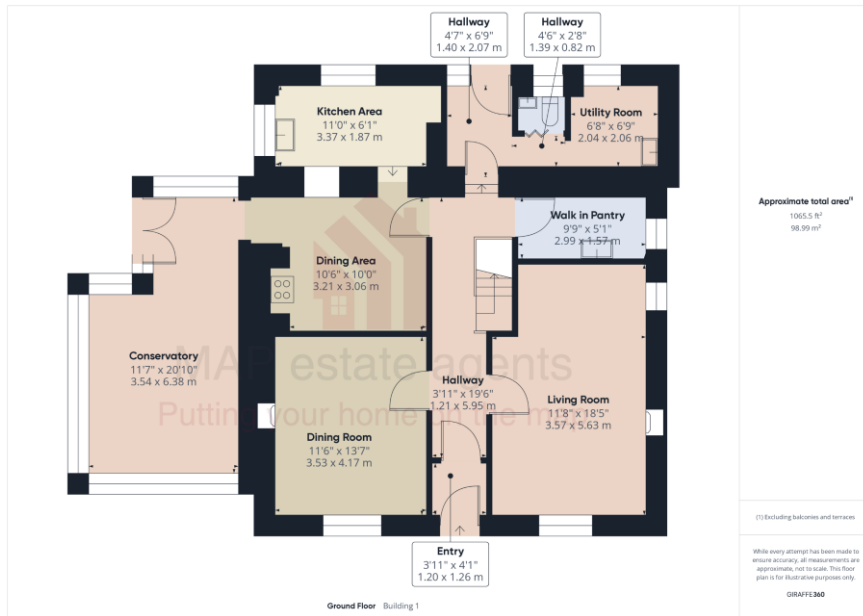 Hallway
4'7" x 6'9"
1.40 x 2.07 m
Hallway
4'6" x 2'8"
1.39 x 0.82 m
Kitchen Area
11'0" x 6'1"
3.37 x 1.87 m
Utility Room
6'8" x 6'9"
2.04 x 2.06 m
Walk in Pantry
9'9" x 5'1"
2.99 x 1.57 m
Dining Area
10'6" x 10'0"
3.21 x 3.06 m
Conservatory
11'7" x 20'10"
3.54 x 6.38 m
MAP estate agents
Putting your home on the map
Hallway
3'11" x 19'6"
1.21 x 5.95 m
Living Room
11'8" x 18'5"
3.57 x 5.63 m
Dining Room
11'6" x 13'7"
3.53 x 4.17 m
Entry
3'11" x 4'1"
1.20 x 1.26 m
Ground Floor Building 1
Approximate total area(1)
1065.5 ft²
98.99 m²
(1) Excluding balconies and terraces
While every attempt has been made to
ensure accuracy, all measurements are
approximate, not to scale. This floor
plan is for illustrative purposes only.
GIRAFFE360